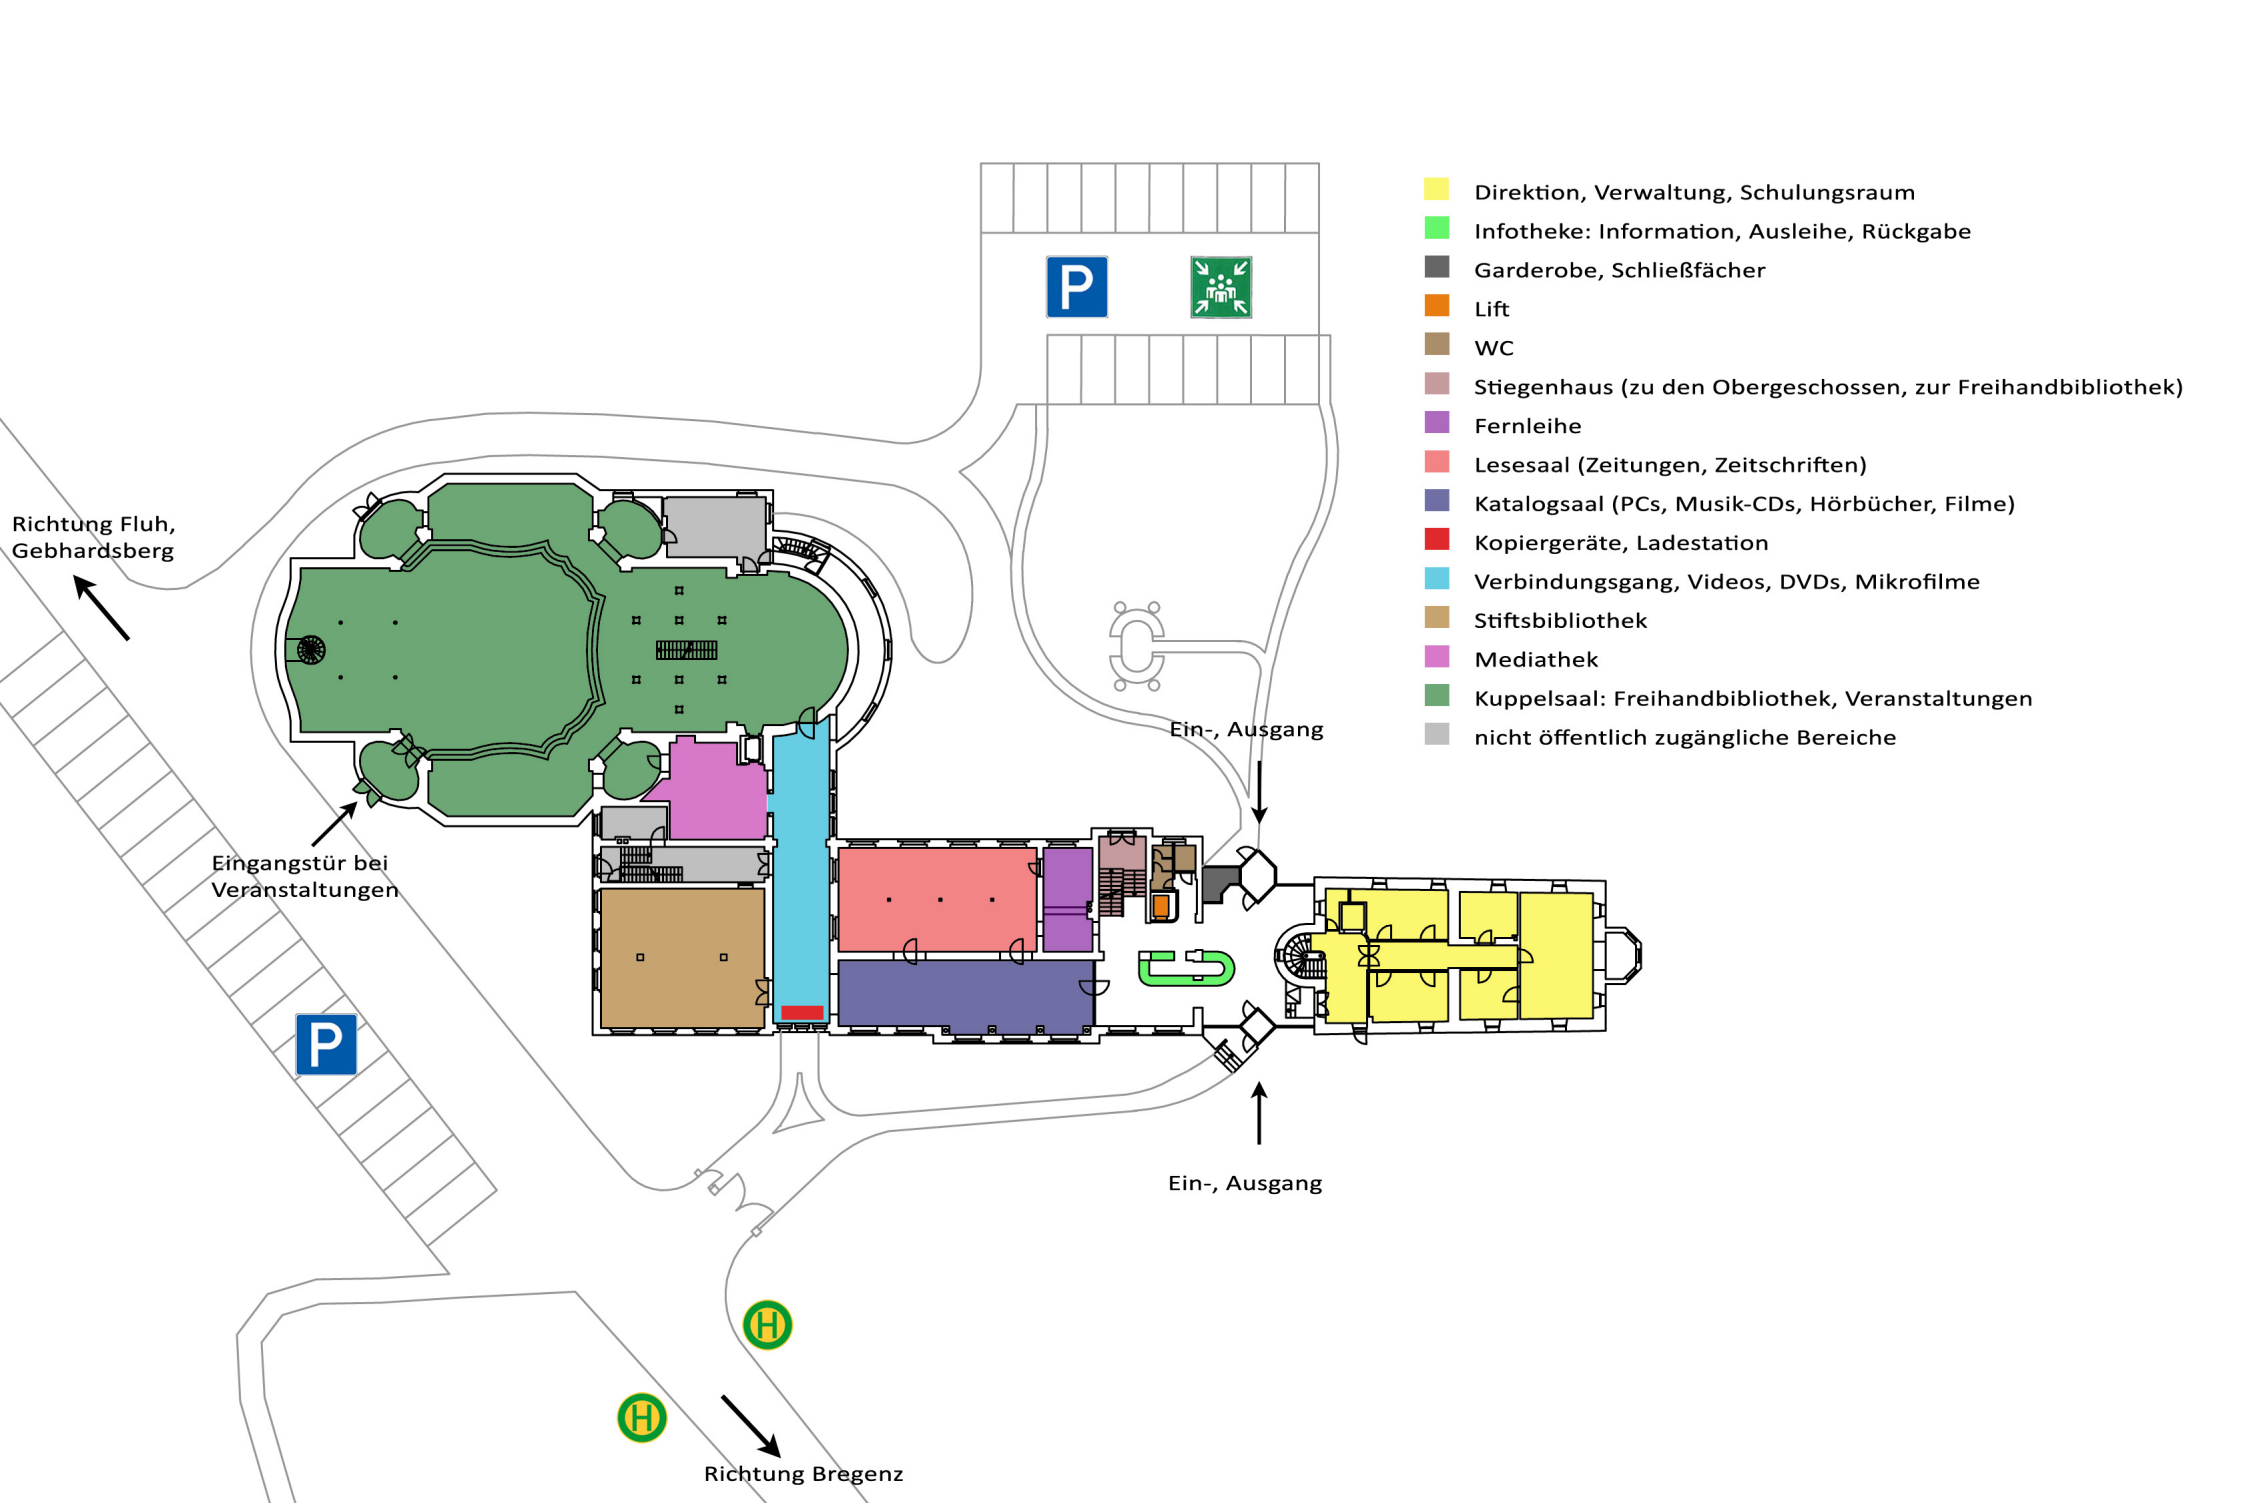 P
Direktion, Verwaltung, Schulungsraum
Infotheke: Information, Ausleihe, Rückgabe
Garderobe, Schließfächer
Lift
WC
Stiegenhaus (zu den Obergeschossen, zur Freihandbibliothek)
Fernleihe
Lesesaal (Zeitungen, Zeitschriften)
Katalogsaal (PCs, Musik-CDs, Hörbücher, Filme)
Kopiergeräte, Ladestation
Verbindungsgang, Videos, DVDs, Mikrofilme
Stiftsbibliothek
Mediathek
Kuppelsaal: Freihandbibliothek, Veranstaltungen
nicht öffentlich zugängliche Bereiche
Richtung Fluh,
Gebhardsberg
Ein-, Ausgang
Eingangstür bei
Veranstaltungen
P
Ein-, Ausgang
H
H
Richtung Bregenz